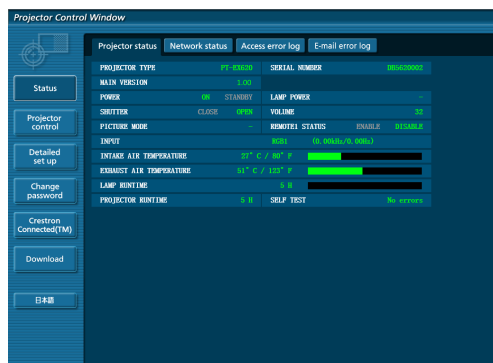 Projector Control Window
Projector status Network status Access error log E-mail error log
PROJECTOR TYPE PT-EX620 SERIAL NUMBER DB5620002
MAIN VERSION 1.00
POWER ON STANDBY LAMP POWER -
SHUTTER CLOSE OPEN VOLUME 32
PICTURE MODE - REMOTE1 STATUS ENABLE DISABLE
INPUT RGB1 (0.00kHz/0.00Hz)
INTAKE AIR TEMPERATURE 27° C / 80° F
EXHAUST AIR TEMPERATURE 51° C / 123° F
LAMP RUNTIME 5 H
PROJECTOR RUNTIME 5 H SELF TEST No errors
Status
Projector
control
Detailed
set up
Change
password
Crestron
Connected(TM)
Download
日本語